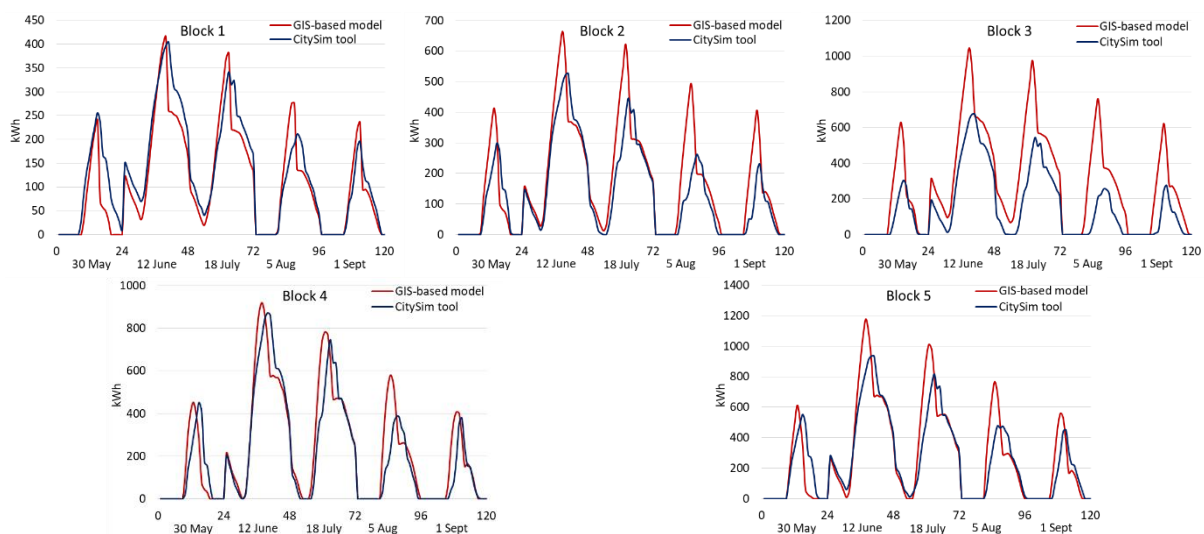 Block 1
GIS-based model
CitySim tool
kWh
450
400
350
300
250
200
150
100
50
0
0 24 48 72 96 120
30 May 12 June 18 July 5 Aug 1 Sept
Block 2
GIS-based model
CitySim tool
kWh
700
600
500
400
300
200
100
0
0 24 48 72 96 120
30 May 12 June 18 July 5 Aug 1 Sept
Block 3
GIS-based model
CitySim tool
kWh
1200
1000
800
600
400
200
0
0 24 48 72 96 120
30 May 12 June 18 July 5 Aug 1 Sept
Block 4
GIS-based model
CitySim tool
kWh
1000
800
600
400
200
0
0 24 48 72 96 120
30 May 12 June 18 July 5 Aug 1 Sept
Block 5
GIS-based model
CitySim tool
kWh
1400
1200
1000
800
600
400
200
0
0 24 48 72 96 120
30 May 12 June 18 July 5 Aug 1 Sept